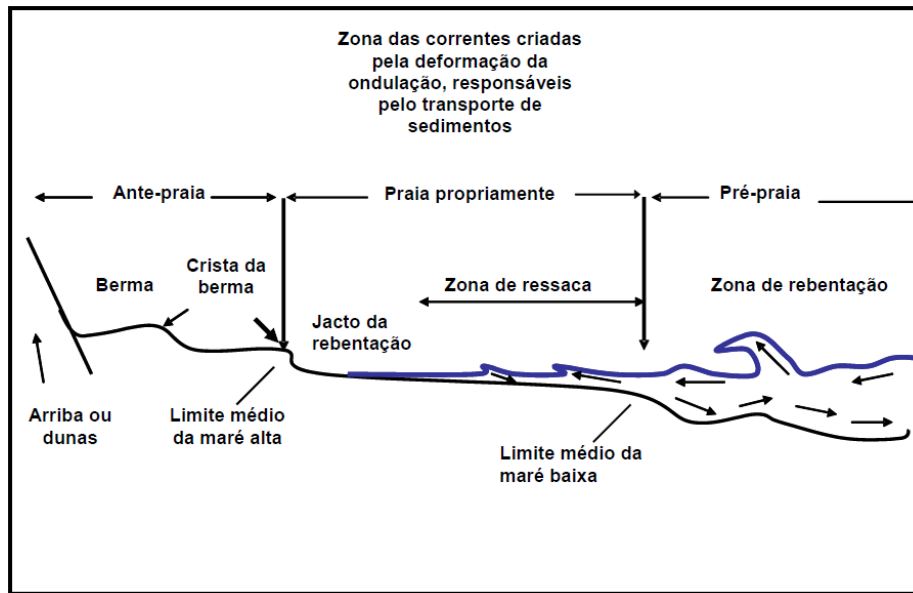 Zona das correntes criadas
pela deformação da
ondulação, responsáveis
pelo transporte de
sedimentos
Ante-praia
Praia propriamente
Pré-praia
Berma
Crista da
berma
Zona de ressaca
Zona de rebentação
Jacto da
rebentação
Arriba ou
dunas
Limite médio
da maré alta
Limite médio da
maré baixa